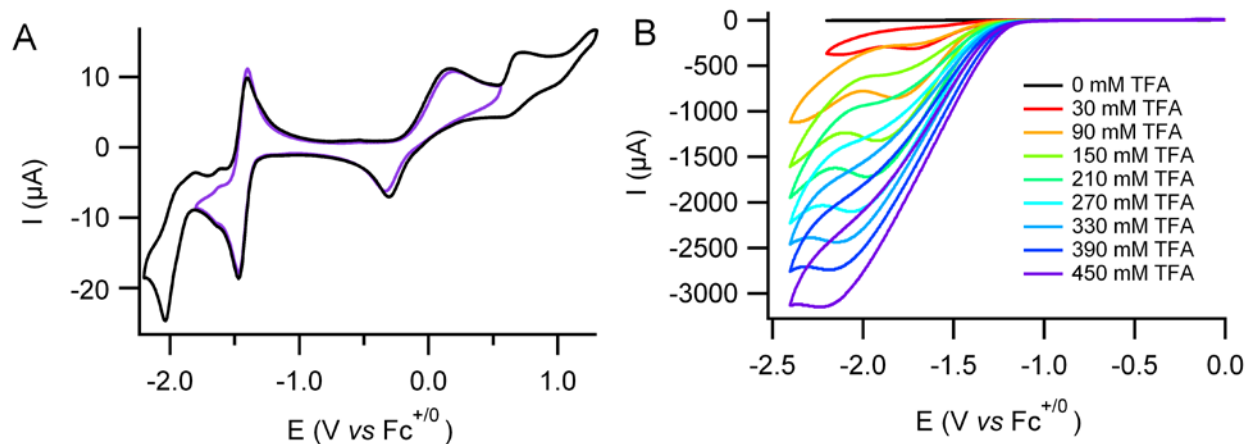 A
I (µA)
10
0
-10
-20
-2.0
-1.0
0.0
1.0
E (V vs Fc+/0)
B
I (µA)
0
-500
-1000
-1500
-2000
-2500
-3000
-2.5
-2.0
-1.5
-1.0
-0.5
0.0
E (V vs Fc+/0)
0 mM TFA
30 mM TFA
90 mM TFA
150 mM TFA
210 mM TFA
270 mM TFA
330 mM TFA
390 mM TFA
450 mM TFA